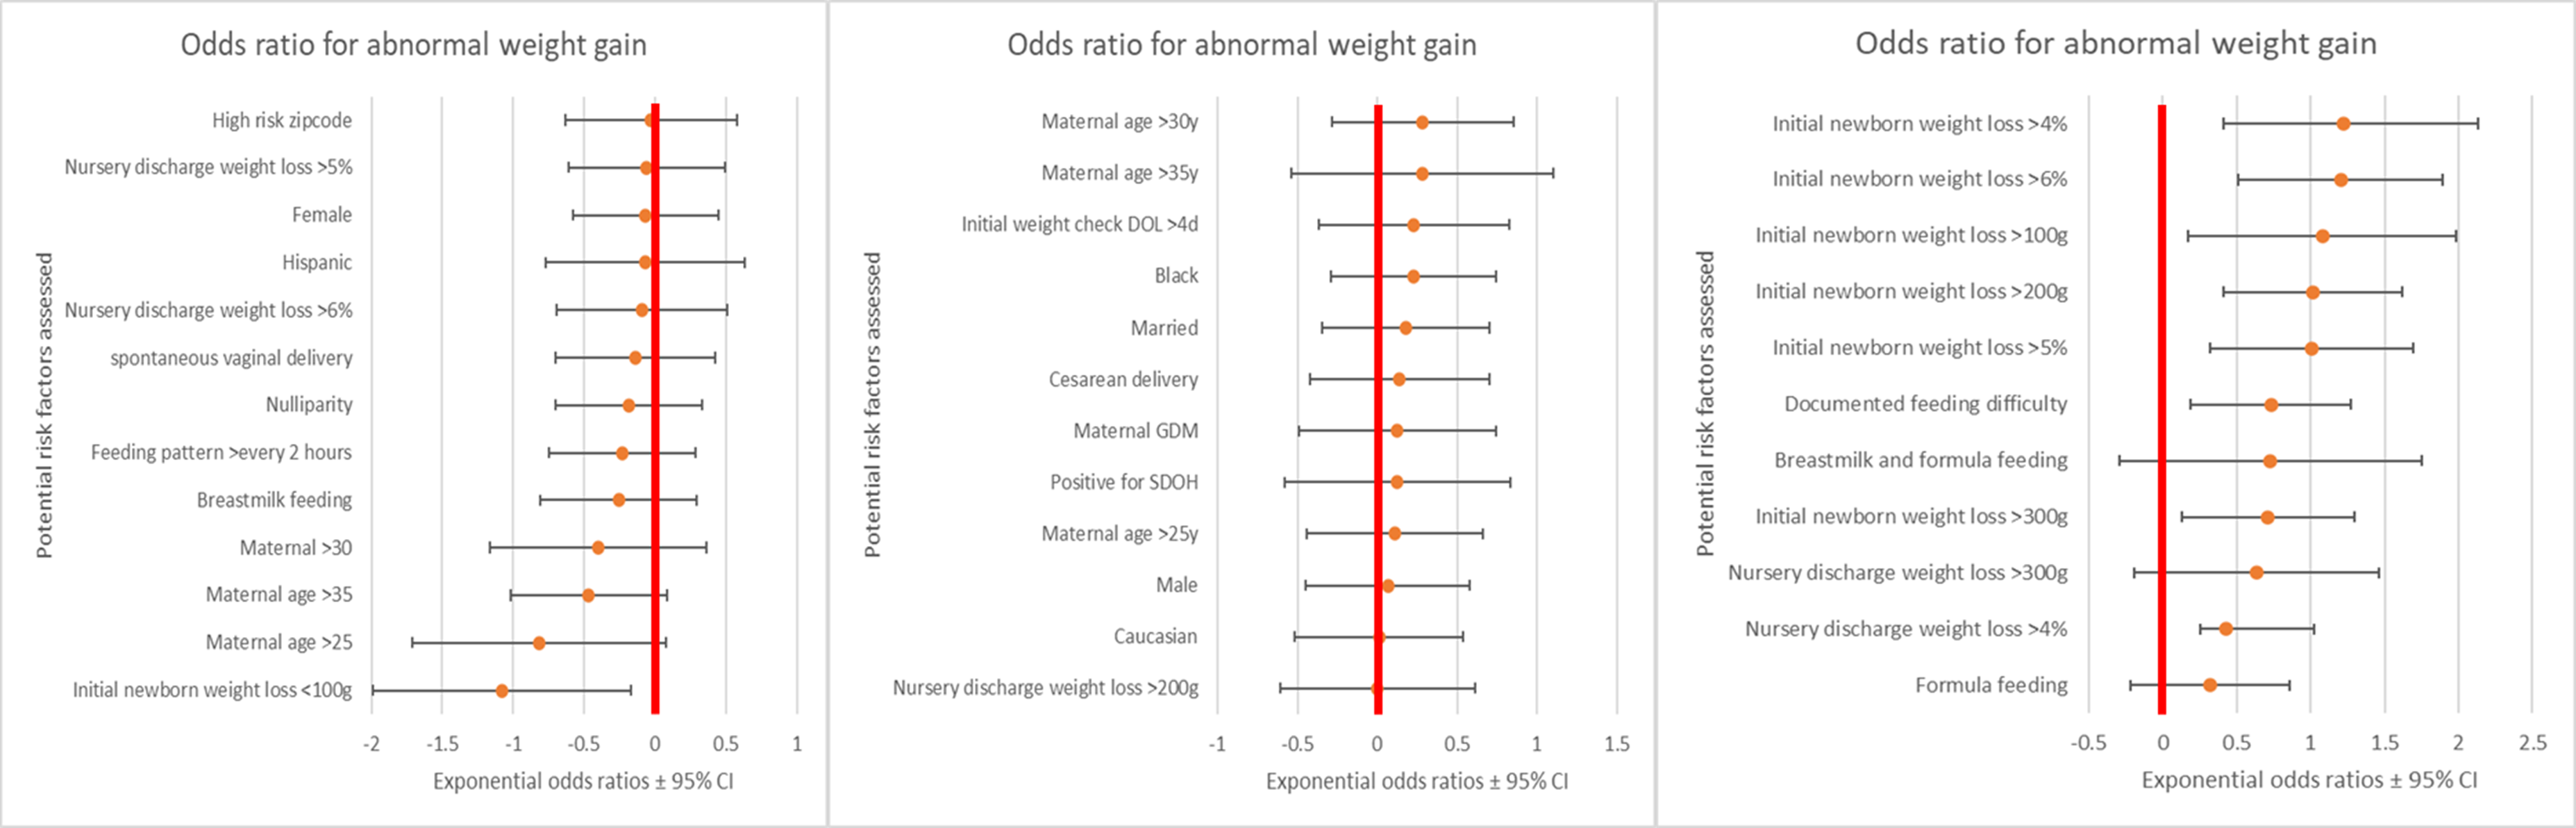 Odds ratio for abnormal weight gain
Potential risk factors assessed
High risk zipcode
Nursery discharge weight loss >5%
Female
Hispanic
Nursery discharge weight loss >6%
spontaneous vaginal delivery
Nulliparity
Feeding pattern >every 2 hours
Breastmilk feeding
Maternal >30
Maternal age >35
Maternal age >25
Initial newborn weight loss <100g
-2 -1.5 -1 -0.5 0 0.5 1
Exponential odds ratios ± 95% CI
Odds ratio for abnormal weight gain
Potential risk factors assessed
Maternal age >30y
Maternal age >35y
Initial weight check DOL >4d
Black
Married
Cesarean delivery
Maternal GDM
Positive for SDOH
Maternal age >25y
Male
Caucasian
Nursery discharge weight loss >200g
-1 -0.5 0 0.5 1 1.5
Exponential odds ratios ± 95% CI
Odds ratio for abnormal weight gain
Potential risk factors assessed
Initial newborn weight loss >4%
Initial newborn weight loss >6%
Initial newborn weight loss >100g
Initial newborn weight loss >200g
Initial newborn weight loss >5%
Documented feeding difficulty
Breastmilk and formula feeding
Initial newborn weight loss >300g
Nursery discharge weight loss >300g
Nursery discharge weight loss >4%
Formula feeding
-0.5 0 0.5 1 1.5 2 2.5
Exponential odds ratios ± 95% CI